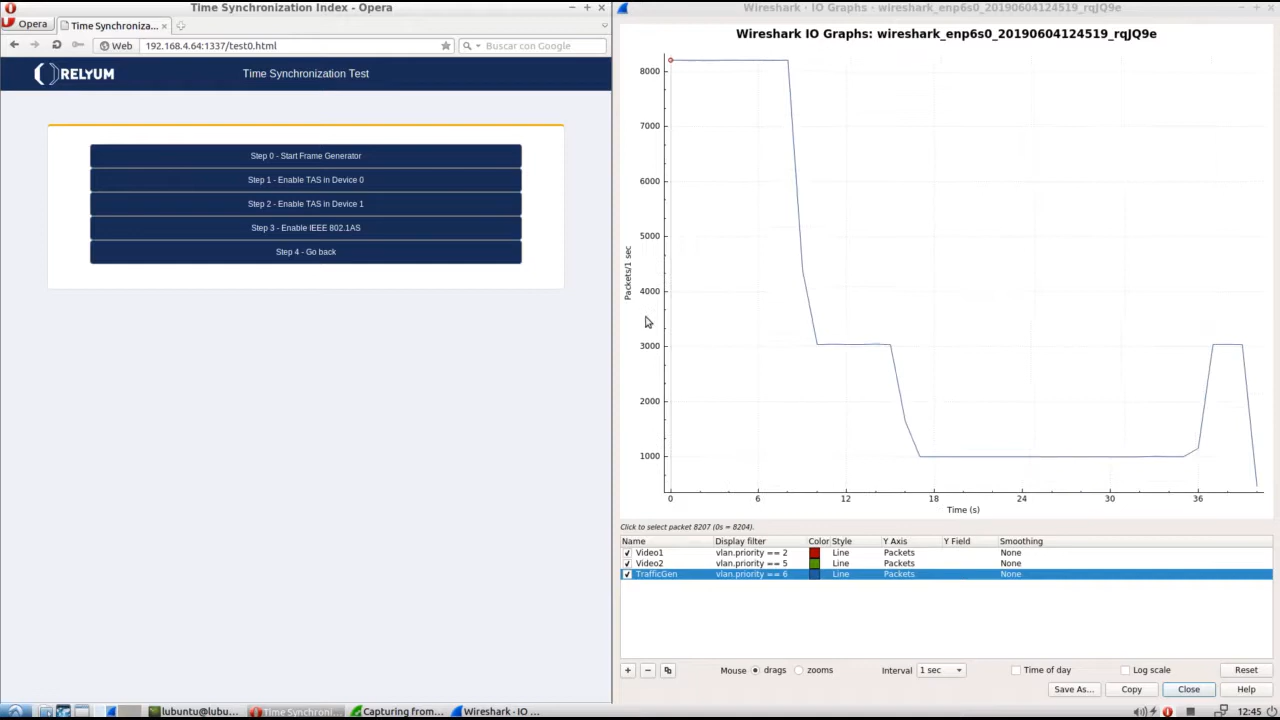 Time Synchronization Index - Opera
Opera
Time Synchroniza...
Web
192.168.4.64:1337/test0.html
Buscar con Google
RELYUM
Time Synchronization Test
Step 0 - Start Frame Generator
Step 1 - Enable TAS in Device 0
Step 2 - Enable TAS in Device 1
Step 3 - Enable IEEE 802.1AS
Step 4 - Go back
Wireshark · IO Graphs · wireshark_enp6s0_20190604124519_rqJQ9e
Wireshark IO Graphs: wireshark_enp6s0_20190604124519_rqJQ9e
8000
7000
6000
5000
4000
3000
2000
1000
Packets/1 sec
0 6 12 18 24 30 36
Time (s)
Click to select packet 8207 (0s = 8204).
Name Display filter Color Style Y Axis Y Field Smoothing
Video1 vlan.priority == 2 Line Packets None
Video2 vlan.priority == 5 Line Packets None
TrafficGen vlan.priority == 6 Line Packets None
Mouse drags zooms Interval 1 sec Time of day Log scale Reset
Save As... Copy Close Help
lubuntu@lubu... Time Synchroni... Capturing from... Wireshark · IO ... 12:45